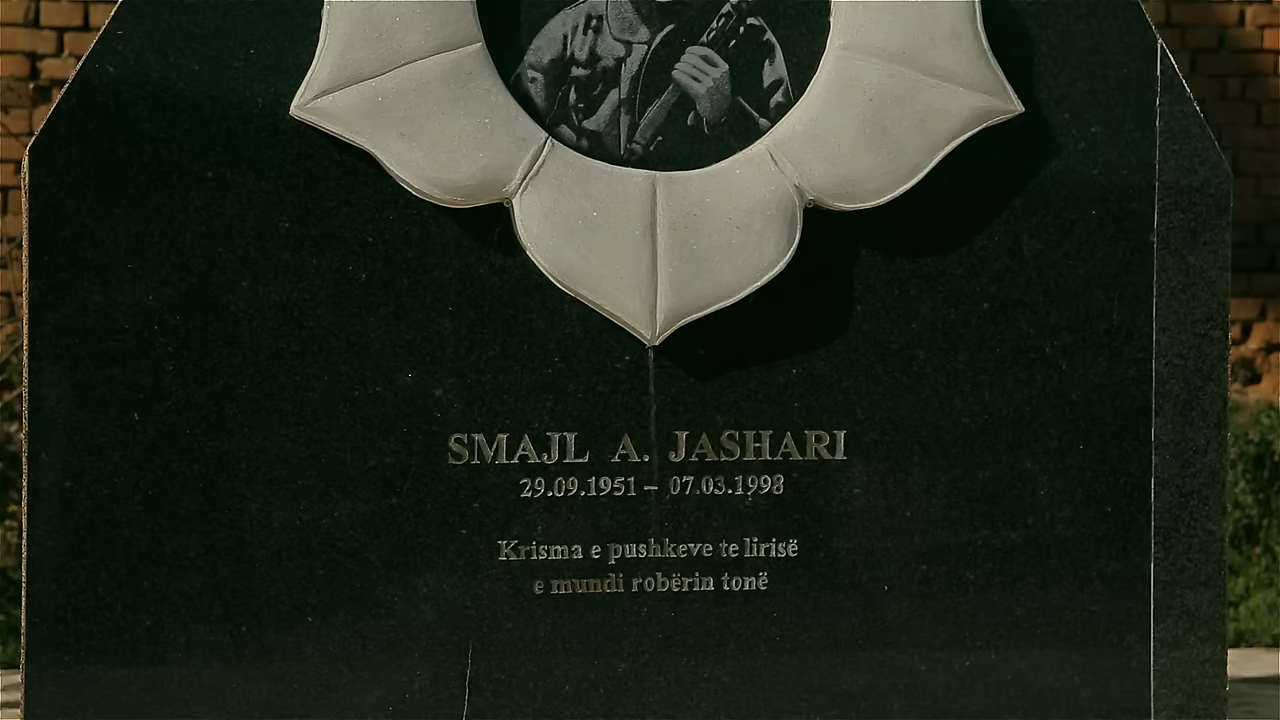 SMAJL A. JASHARI
29.09.1951 – 07.03.1998
Krisma e pushkeve te lirisë
e mundi robërin tonë